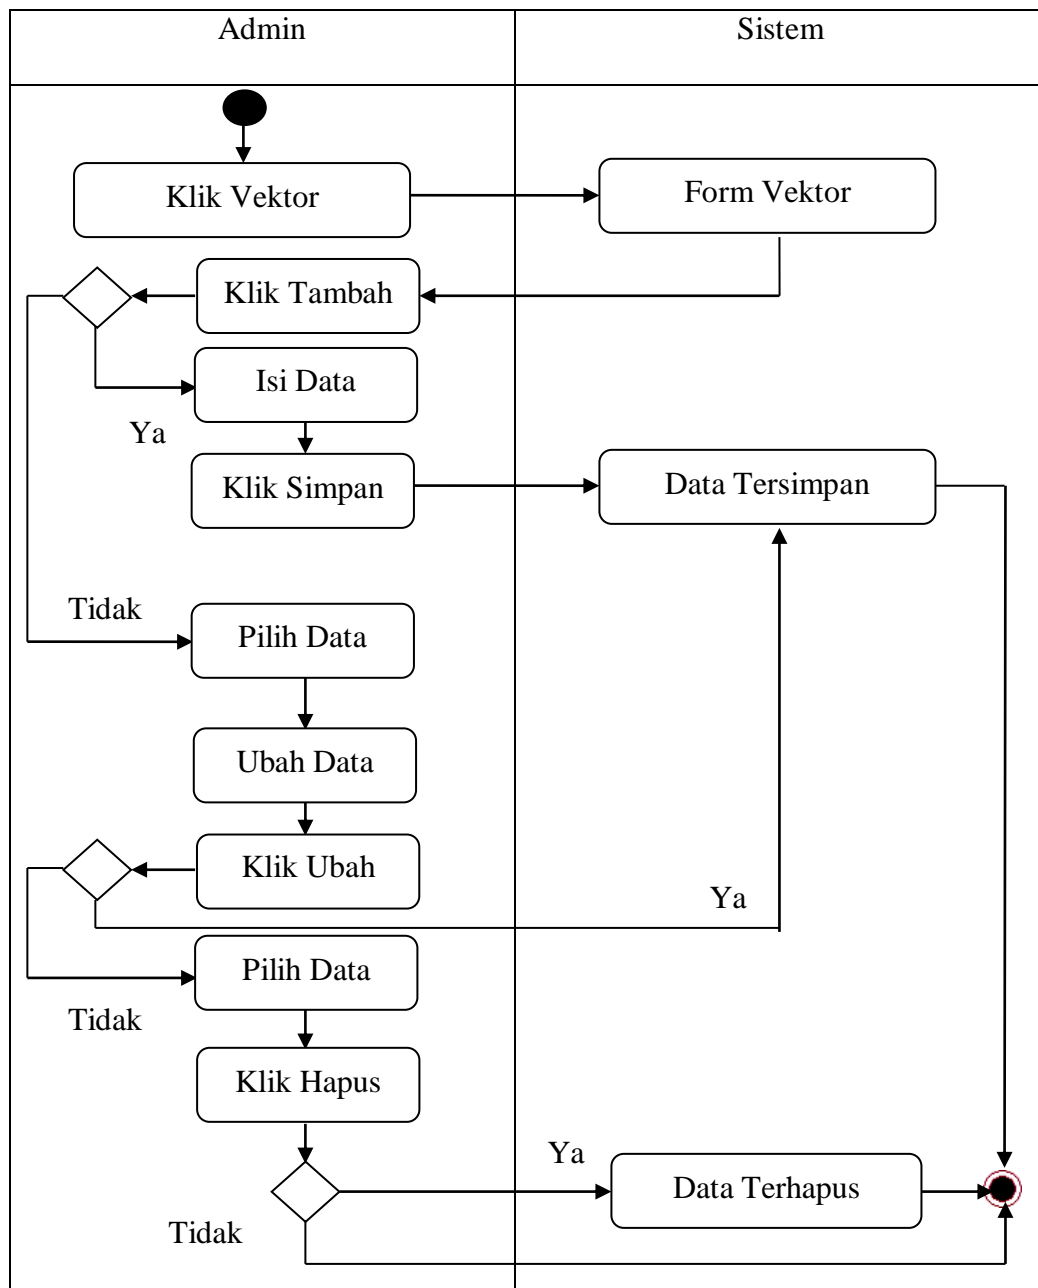 Admin
Sistem
Klik Vektor
Form Vektor
Klik Tambah
Isi Data
Ya
Klik Simpan
Data Tersimpan
Tidak
Pilih Data
Ubah Data
Klik Ubah
Ya
Pilih Data
Tidak
Klik Hapus
Ya
Data Terhapus
Tidak